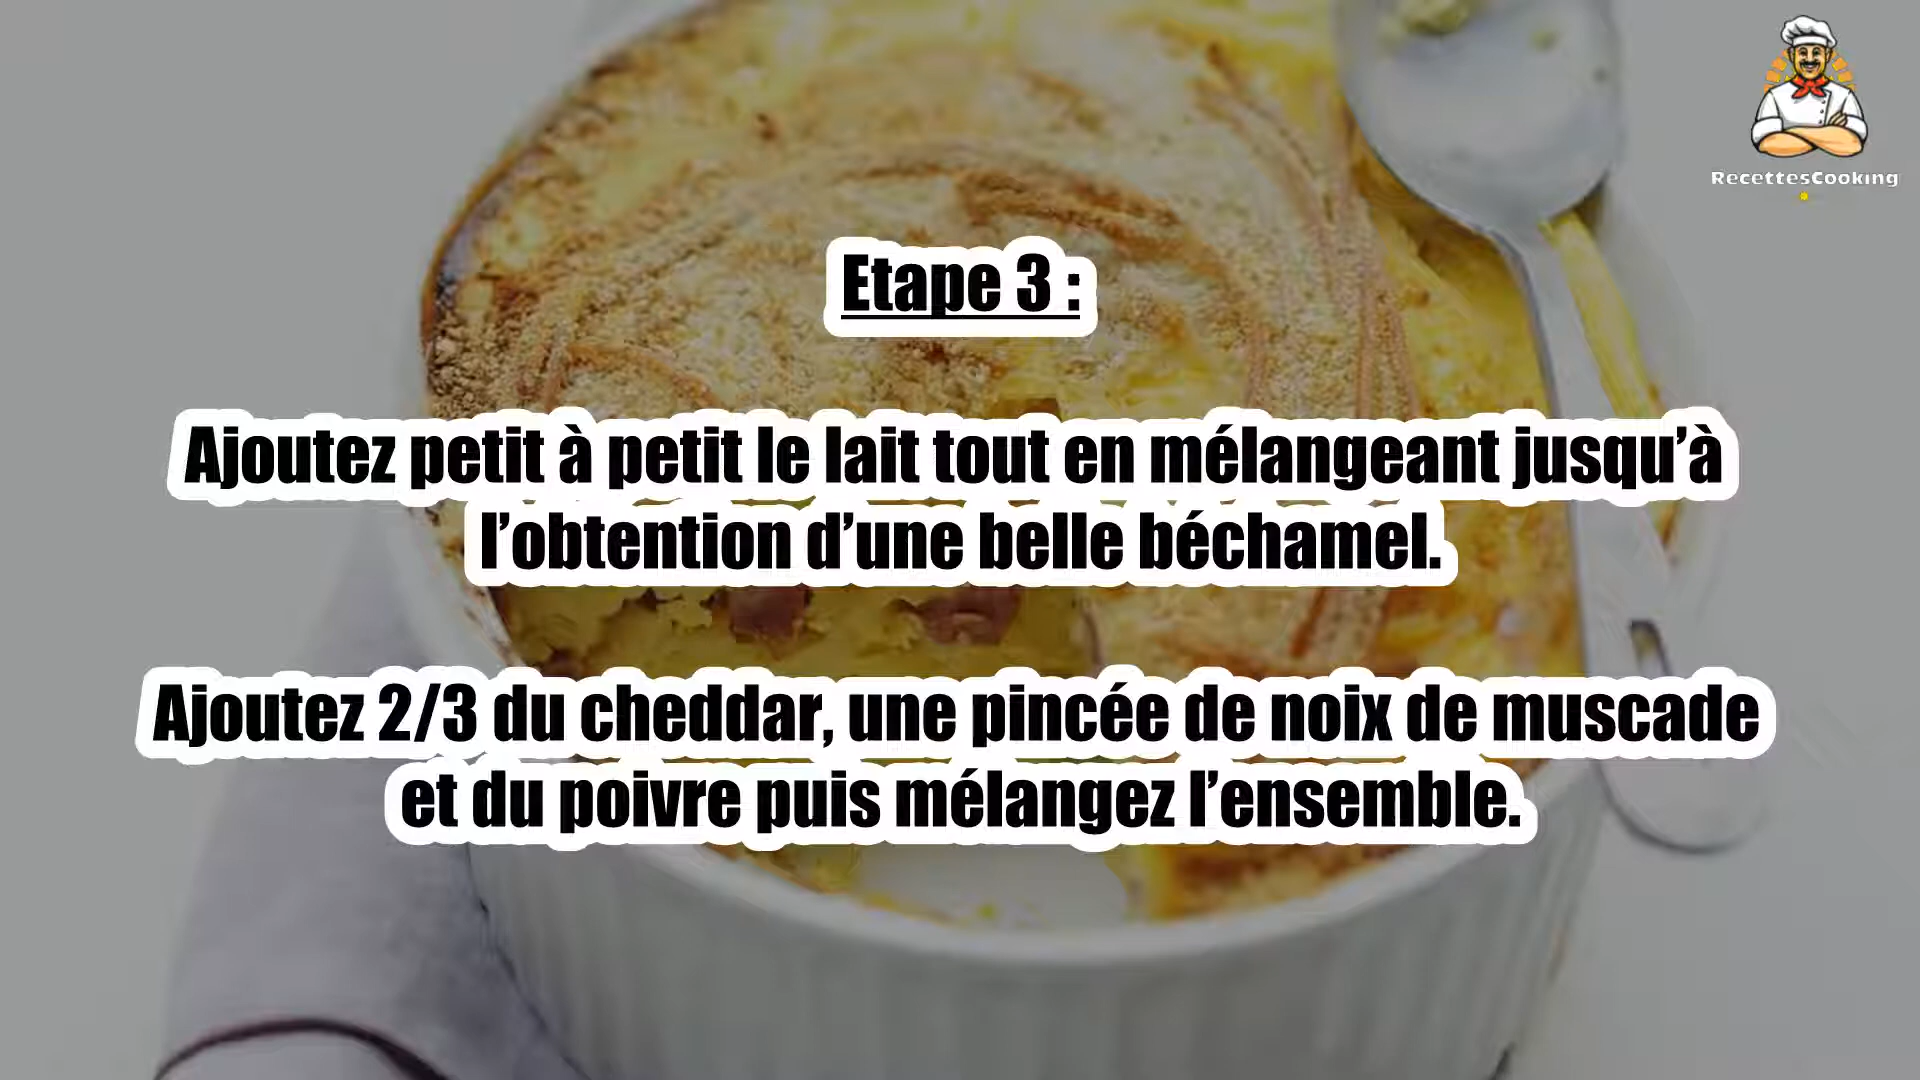 RecettesCooking
Etape 3 :
Ajoutez petit à petit le lait tout en mélangeant jusqu’à
l’obtention d’une belle béchamel.
Ajoutez 2/3 du cheddar, une pincée de noix de muscade
et du poivre puis mélangez l’ensemble.